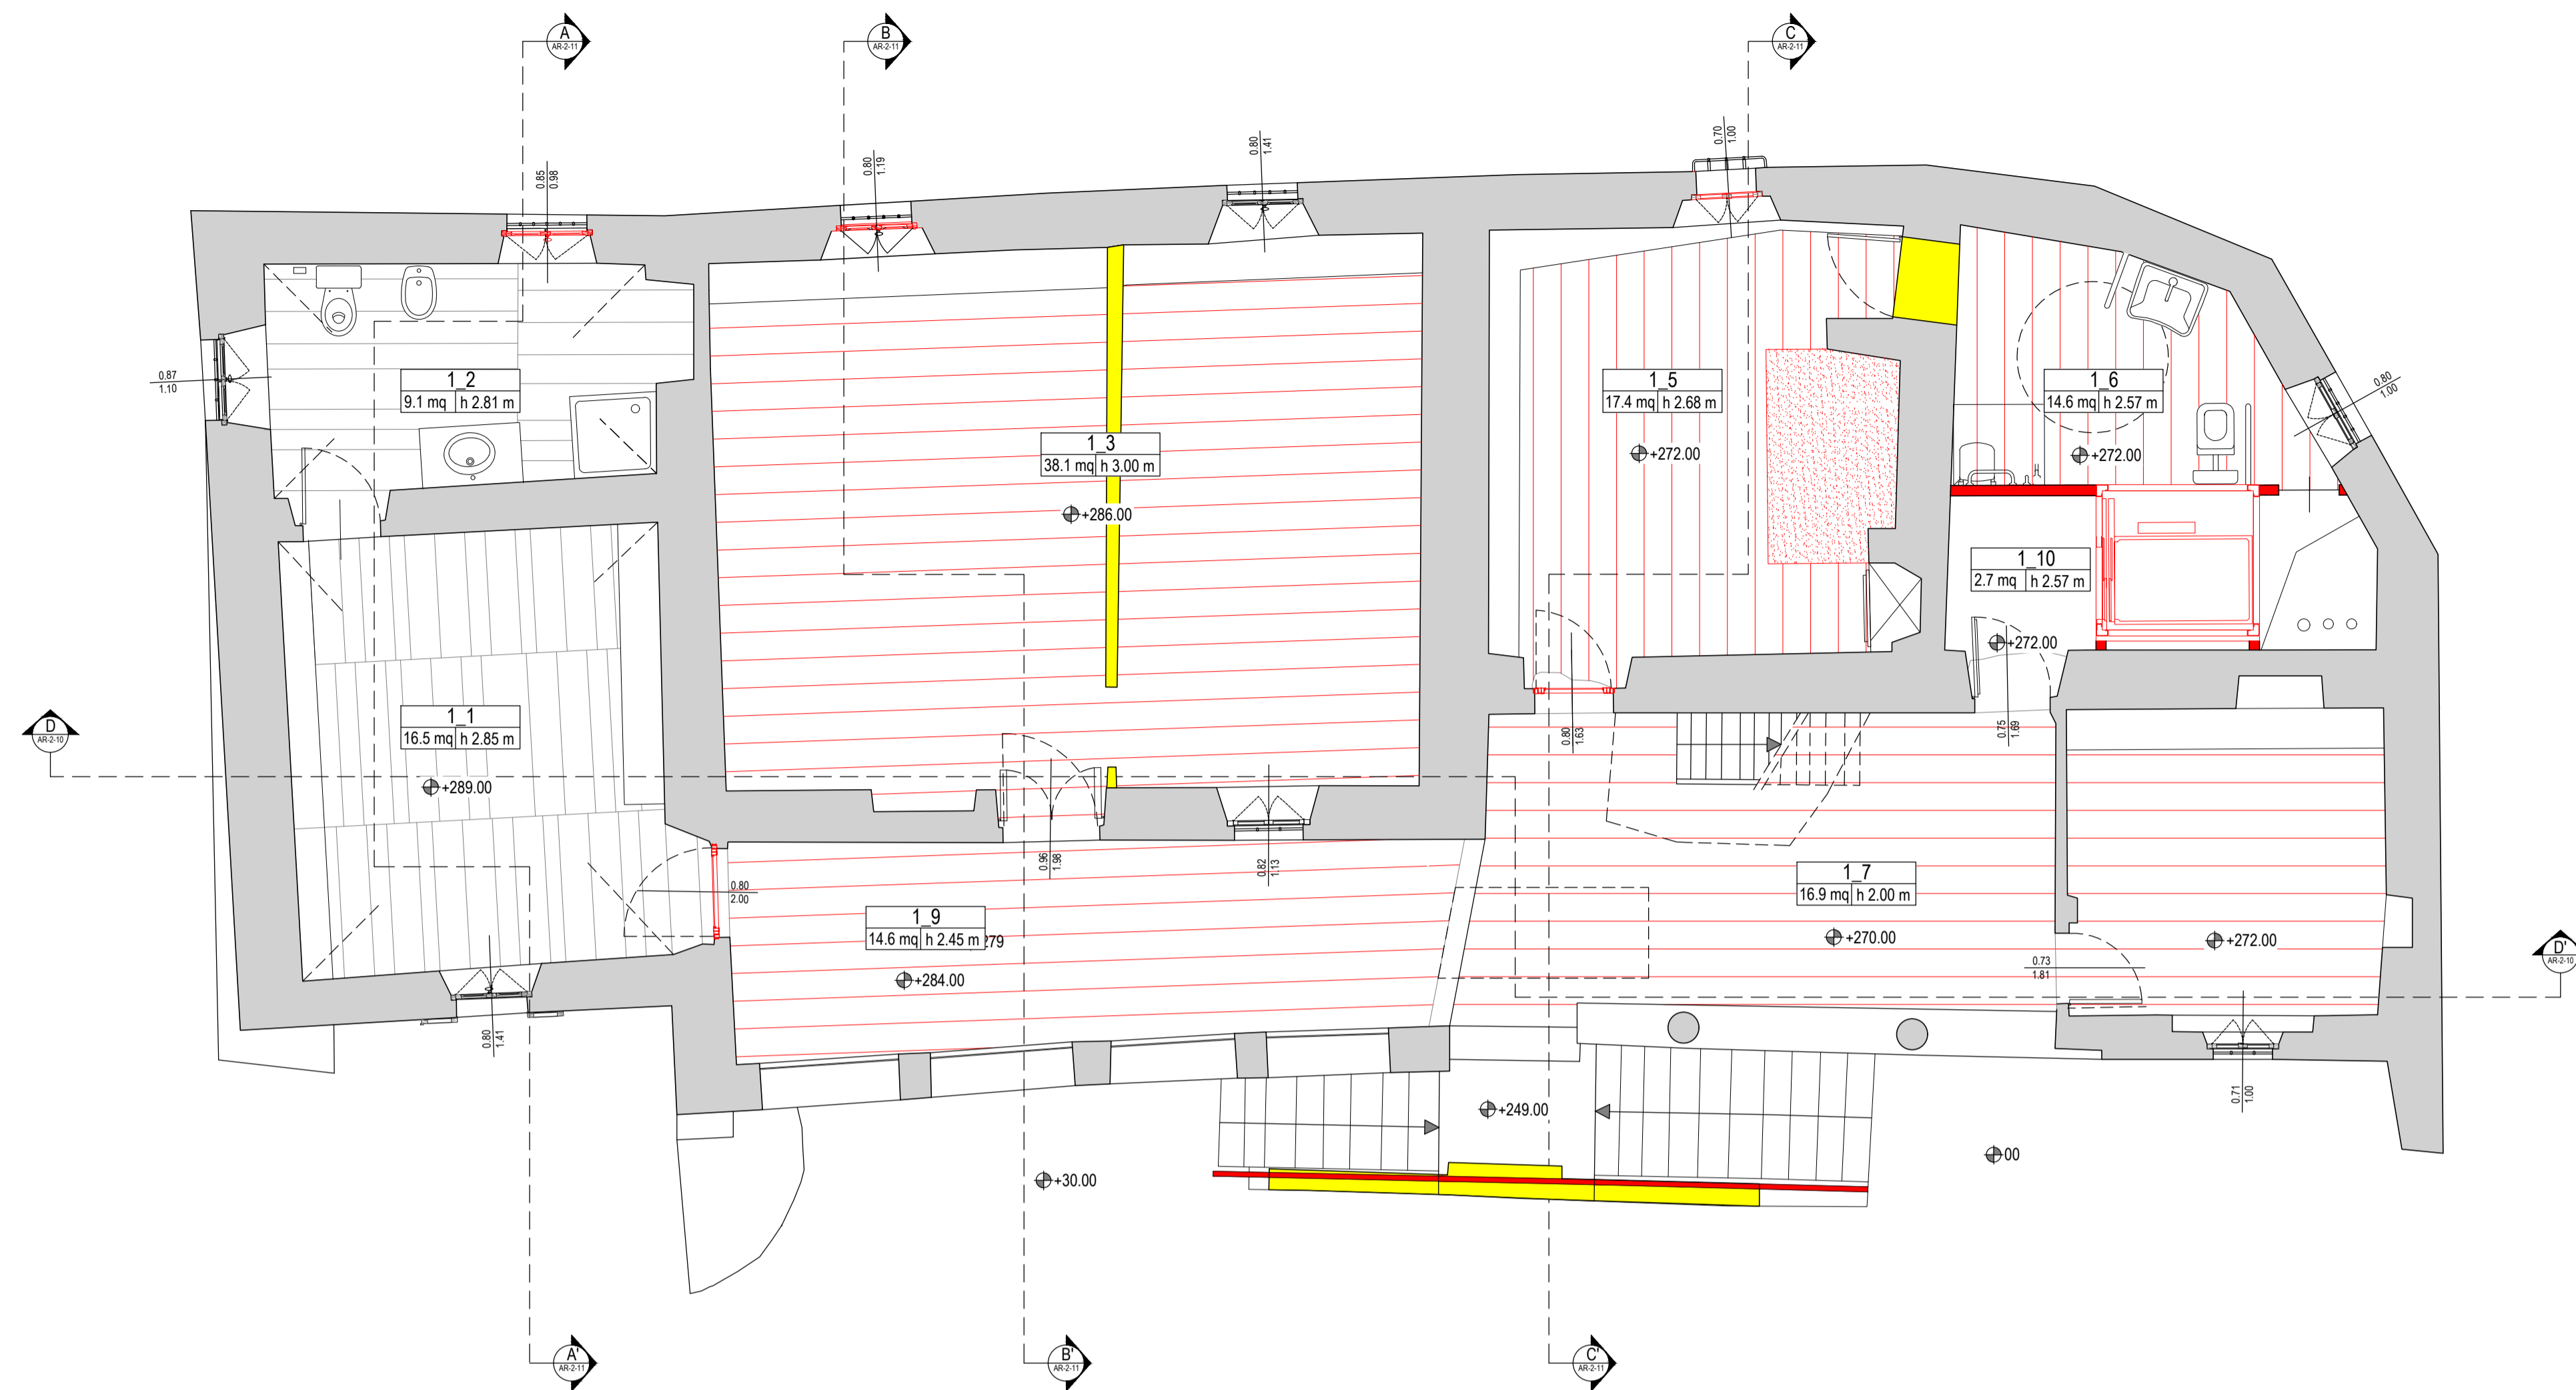 A
AR-2-11
B
AR-2-11
C
AR-2-11
0.85
0.98
0.80
1.19
0.80
1.41
0.70
1.00
0.87
1.10
0.80
1.00
1_2
9.1 mq h 2.81 m
1_3
38.1 mq h 3.00 m
+286.00
1_5
17.4 mq h 2.68 m
+272.00
1_6
14.6 mq h 2.57 m
+272.00
1_10
2.7 mq h 2.57 m
+272.00
D
AR-2-10
1_1
16.5 mq h 2.85 m
+289.00
0.80
1.63
0.75
1.69
0.96
1.98
0.82
1.13
0.80
2.00
1_9
14.6 mq h 2.45 m
279
+284.00
1_7
16.9 mq h 2.00 m
+270.00
0.73
1.81
+272.00
D'
AR-2-10
0.80
1.41
0.71
1.00
+249.00
+30.00
00
A'
AR-2-11
B'
AR-2-11
C'
AR-2-11